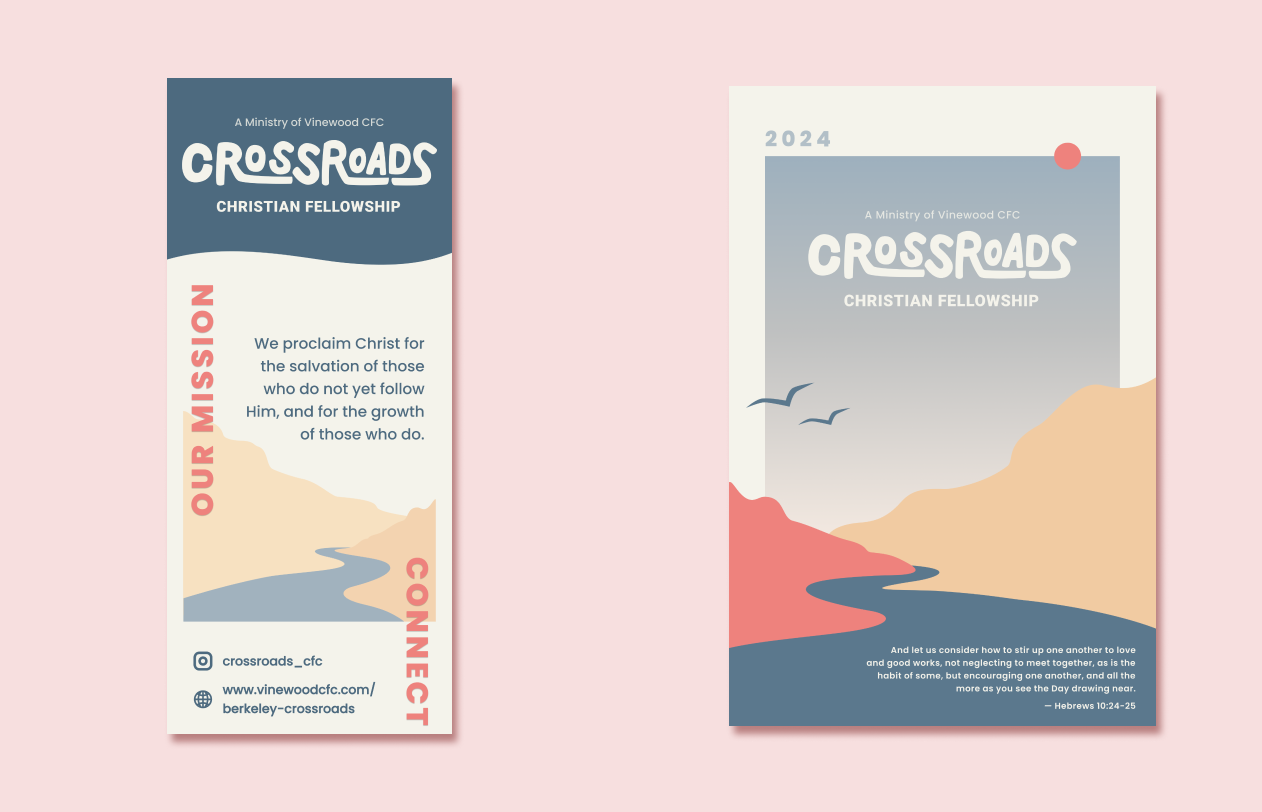 A Ministry of Vinewood CFC
CROSSROADS
CHRISTIAN FELLOWSHIP
OUR MISSION
We proclaim Christ for
the salvation of those
who do not yet follow
Him, and for the growth
of those who do.
CONNECT
crossroads_cfc
www.vinewoodcfc.com/
berkeley-crossroads
2024
A Ministry of Vinewood CFC
CROSSROADS
CHRISTIAN FELLOWSHIP
And let us consider how to stir up one another to love
and good works, not neglecting to meet together, as is the
habit of some, but encouraging one another, and all the
more as you see the Day drawing near.
— Hebrews 10:24-25